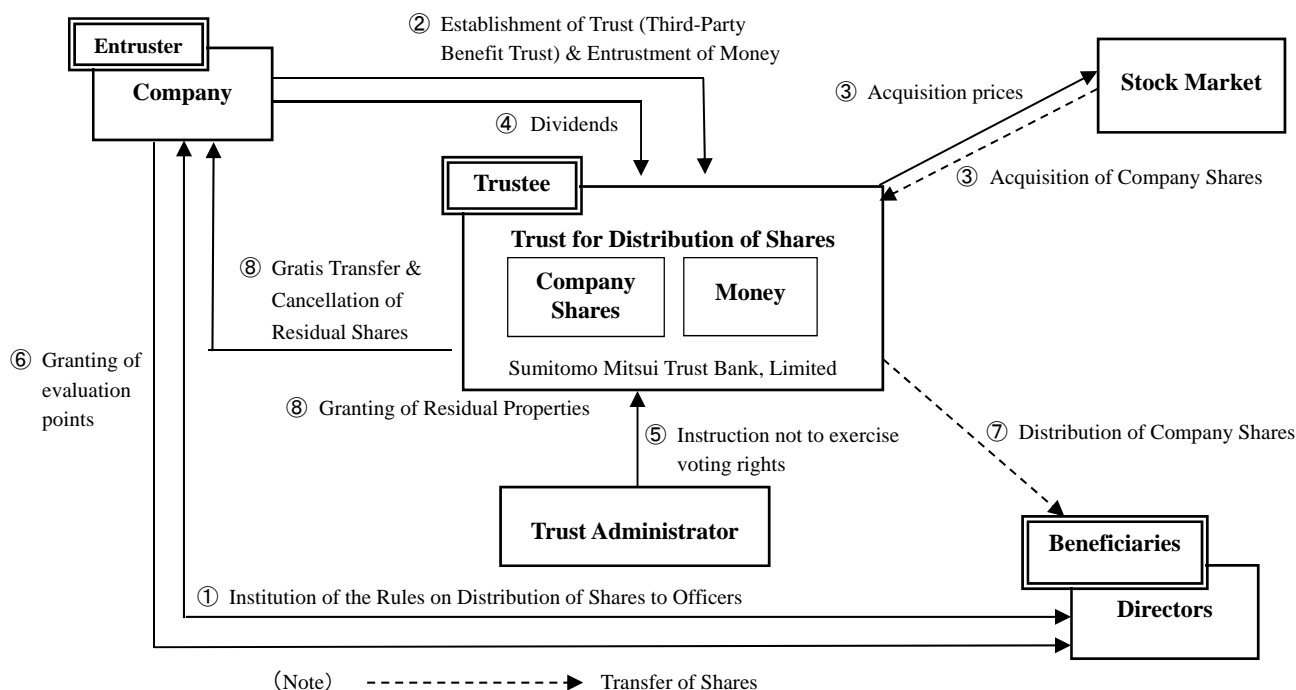 ② Establishment of Trust (Third-Party
Benefit Trust) & Entrustment of Money
Entruster
Company
Stock Market
③ Acquisition prices
④ Dividends
③ Acquisition of Company Shares
Trustee
Trust for Distribution of Shares
Company
Shares
Money
Sumitomo Mitsui Trust Bank, Limited
⑧ Gratis Transfer &
Cancellation of
Residual Shares
⑥ Granting of
evaluation
points
⑧ Granting of Residual Properties
⑤ Instruction not to exercise
voting rights
⑦ Distribution of Company Shares
Trust Administrator
Beneficiaries
Directors
① Institution of the Rules on Distribution of Shares to Officers
（Note） Transfer of Shares